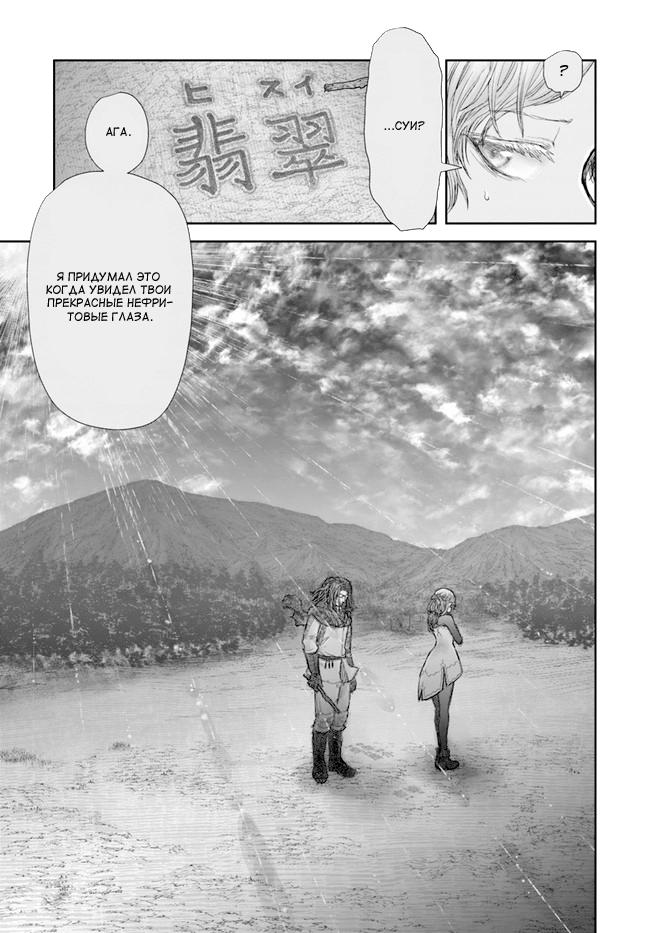 ?
...СУИ?
ヒ スイ
翡翠
АГА.
Я ПРИДУМАЛ ЭТО
КОГДА УВИДЕЛ ТВОИ
ПРЕКРАСНЫЕ НЕФРИ-
ТОВЫЕ ГЛАЗА.